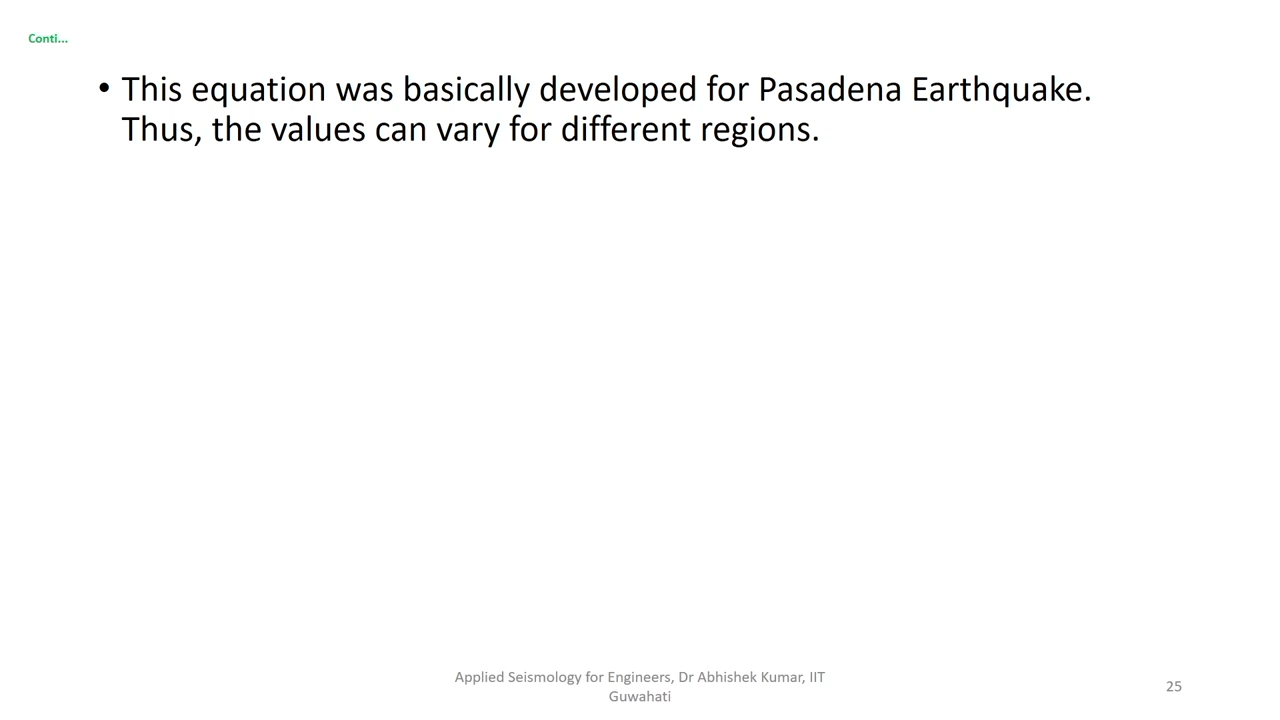 Conti...
• This equation was basically developed for Pasadena Earthquake.
Thus, the values can vary for different regions.
Applied Seismology for Engineers, Dr Abhishek Kumar, IIT
Guwahati
25